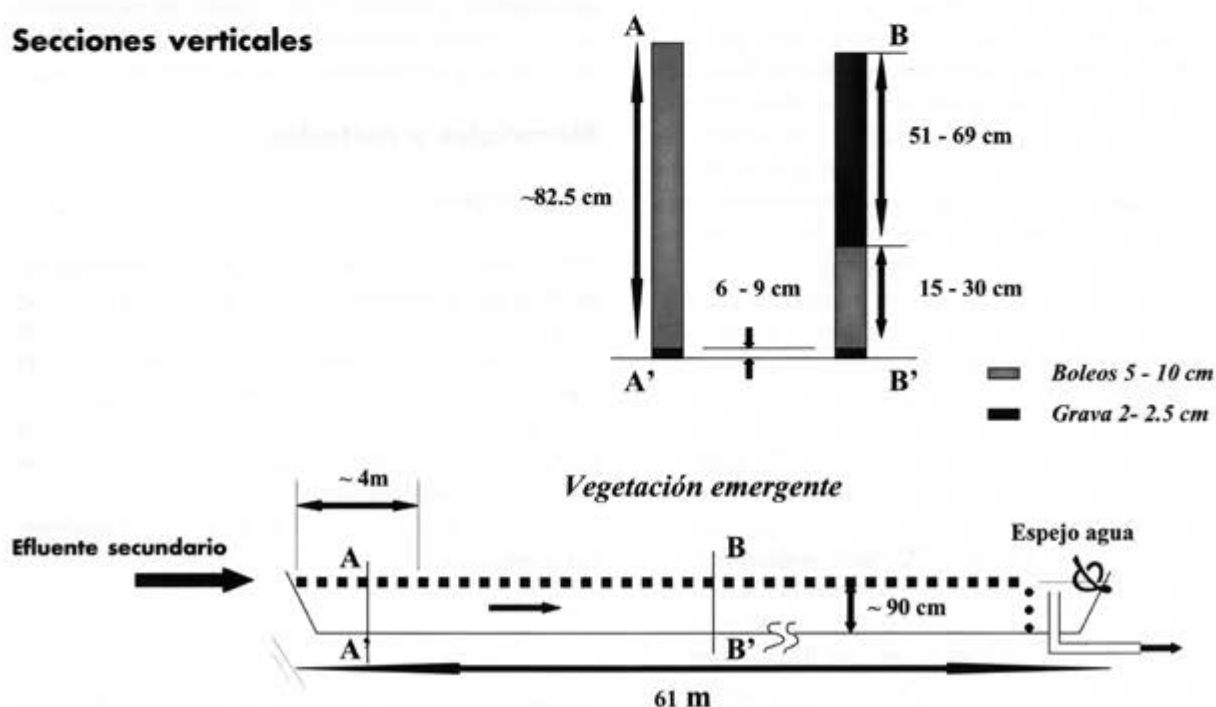 Secciones verticales
A
B
51 - 69 cm
~82.5 cm
6 - 9 cm
15 - 30 cm
A’
B’
Boleos 5 - 10 cm
Grava 2- 2.5 cm
~ 4m
Vegetación emergente
Efluente secundario
Espejo agua
A
B
~ 90 cm
A’
B’
61 m